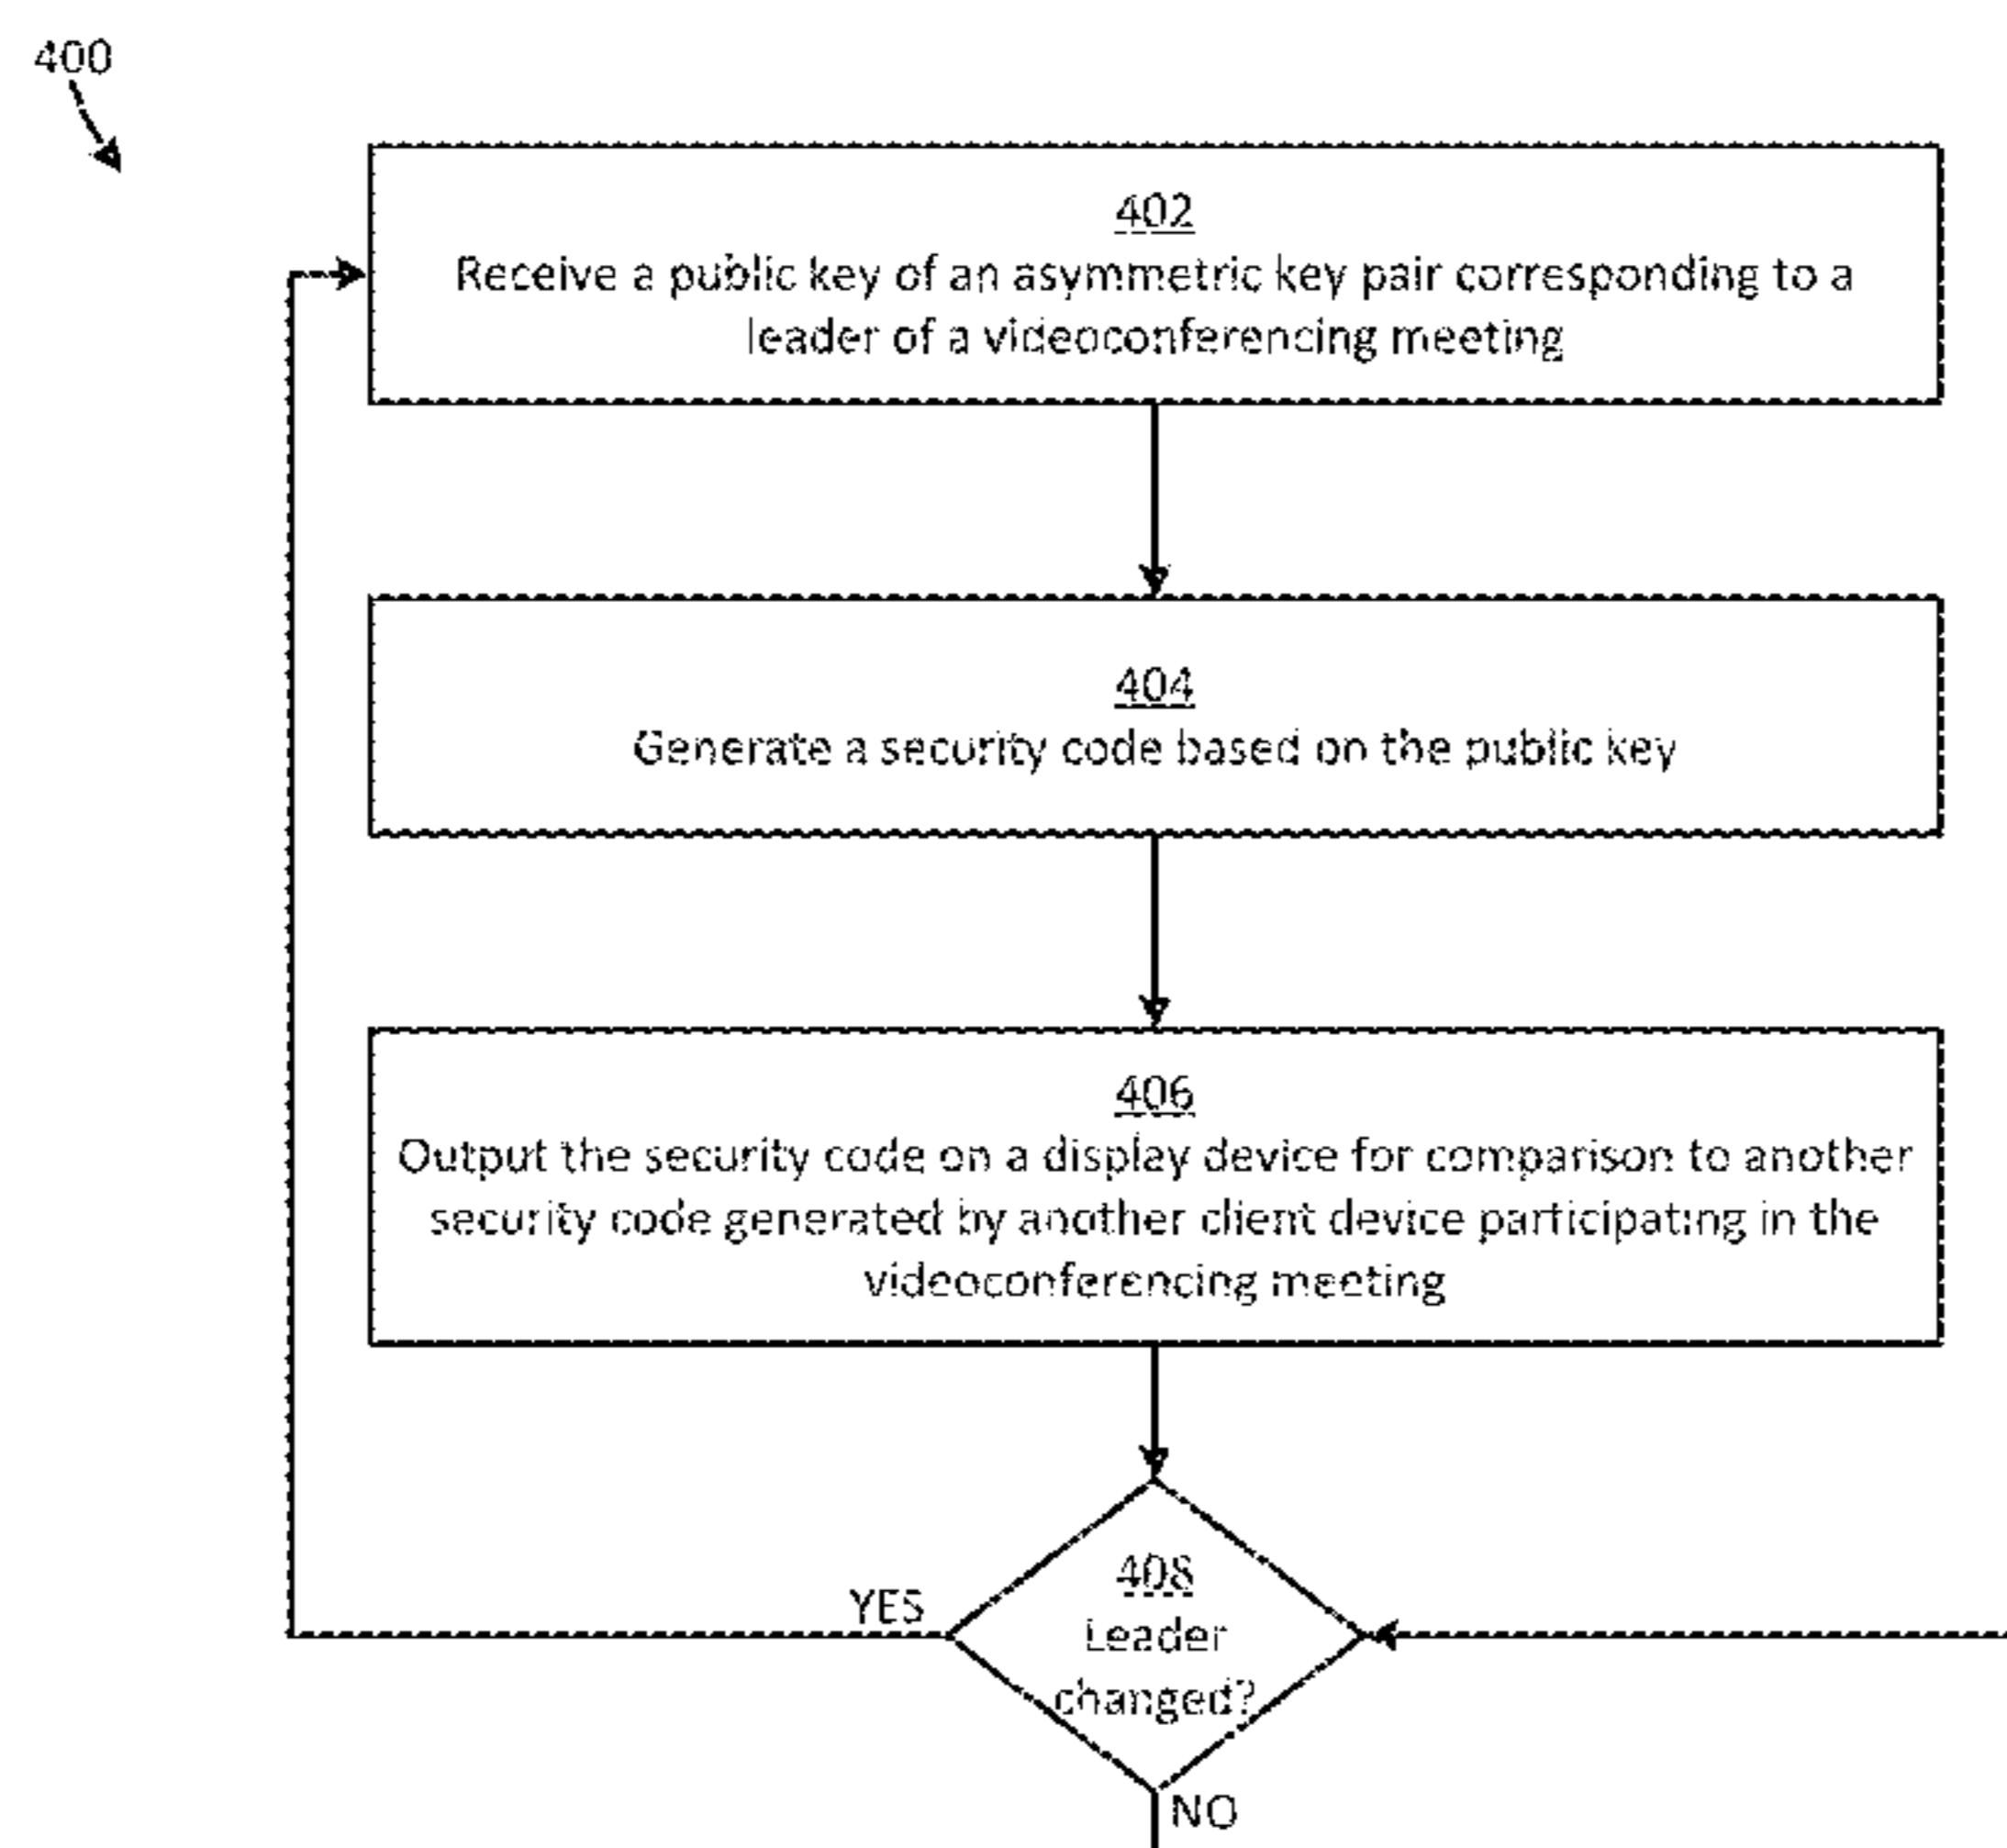 400
402
Receive a public key of an asymmetric key pair corresponding to a
leader of a videoconferencing meeting
404
Generate a security code based on the public key
406
Output the security code on a display device for comparison to another
security code generated by another client device participating in the
videoconferencing meeting
408
Leader
changed?
YES
NO